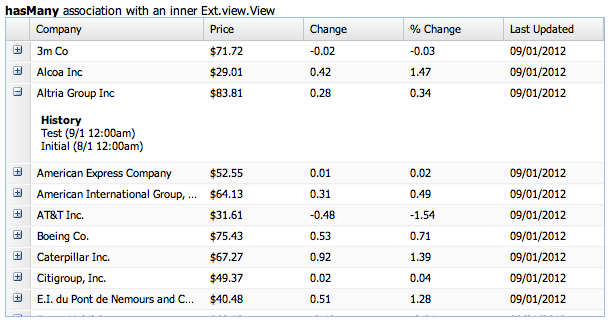 hasMany association with an inner Ext.view.View
Company Price Change % Change Last Updated
3m Co $71.72 -0.02 -0.03 09/01/2012
Alcoa Inc $29.01 0.42 1.47 09/01/2012
Altria Group Inc $83.81 0.28 0.34 09/01/2012
History
Test (9/1 12:00am)
Initial (8/1 12:00am)
American Express Company $52.55 0.01 0.02 09/01/2012
American International Group, ... $64.13 0.31 0.49 09/01/2012
AT&T Inc. $31.61 -0.48 -1.54 09/01/2012
Boeing Co. $75.43 0.53 0.71 09/01/2012
Caterpillar Inc. $67.27 0.92 1.39 09/01/2012
Citigroup, Inc. $49.37 0.02 0.04 09/01/2012
E.I. du Pont de Nemours and C... $40.48 0.51 1.28 09/01/2012